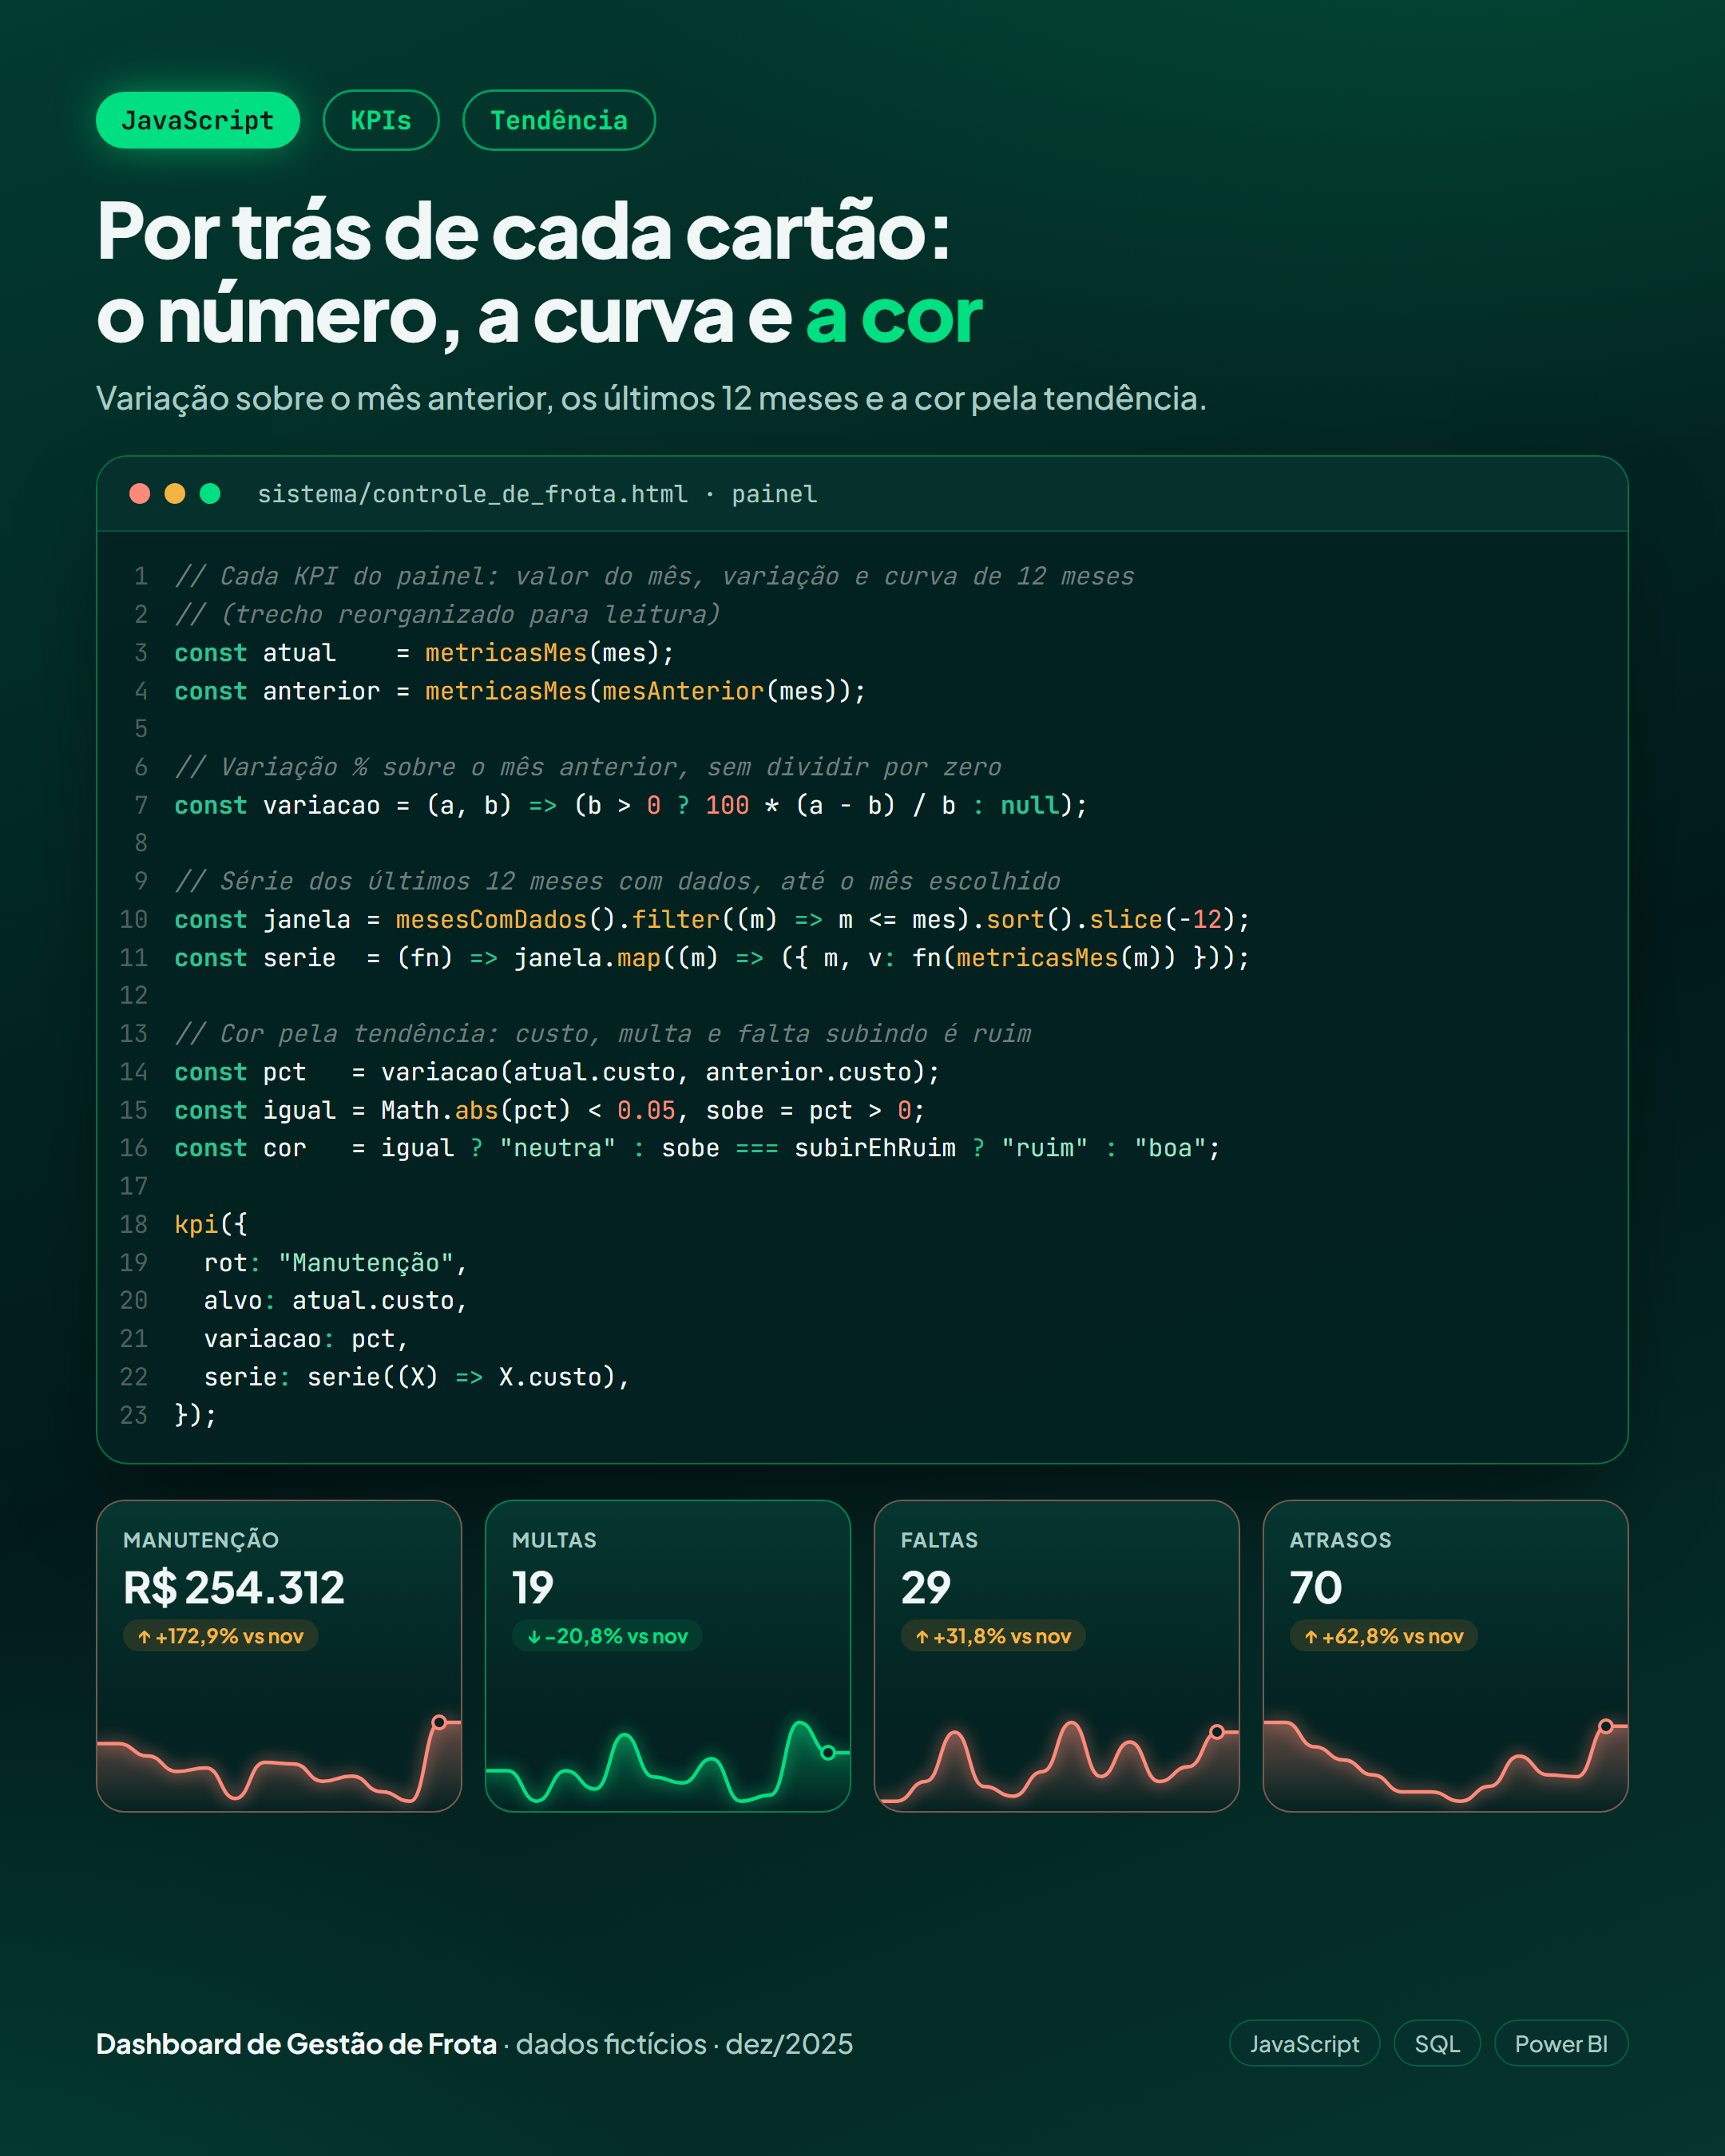 JavaScript KPIs Tendência
Por trás de cada cartão:
o número, a curva e a cor
Variação sobre o mês anterior, os últimos 12 meses e a cor pela tendência.
sistema/controle_de_frota.html · painel
1 // Cada KPI do painel: valor do mês, variação e curva de 12 meses
2 // (trecho reorganizado para leitura)
3 const atual    = metricasMes(mes);
4 const anterior = metricasMes(mesAnterior(mes));
5
6 // Variação % sobre o mês anterior, sem dividir por zero
7 const variacao = (a, b) => (b > 0 ? 100 * (a - b) / b : null);
8
9 // Série dos últimos 12 meses com dados, até o mês escolhido
10 const janela = mesesComDados().filter((m) => m <= mes).sort().slice(-12);
11 const serie  = (fn) => janela.map((m) => ({ m, v: fn(metricasMes(m)) }));
12
13 // Cor pela tendência: custo, multa e falta subindo é ruim
14 const pct   = variacao(atual.custo, anterior.custo);
15 const igual = Math.abs(pct) < 0.05, sobe = pct > 0;
16 const cor   = igual ? "neutra" : sobe === subirEhRuim ? "ruim" : "boa";
17
18 kpi({
19   rot: "Manutenção",
20   alvo: atual.custo,
21   variacao: pct,
22   serie: serie((X) => X.custo),
23 });
MANUTENÇÃO
R$ 254.312
↑ +172,9% vs nov
MULTAS
19
↓ −20,8% vs nov
FALTAS
29
↑ +31,8% vs nov
ATRASOS
70
↑ +62,8% vs nov
Dashboard de Gestão de Frota · dados fictícios · dez/2025
JavaScript SQL Power BI